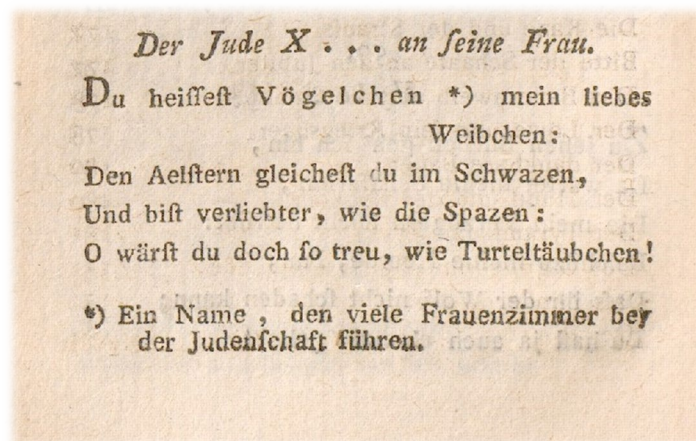 Der Jude X . . . an ſeine Frau.
Du heiſſeſt Vögelchen *) mein liebes
Weibchen:
Den Aelſtern gleicheſt du im Schwazen,
Und biſt verliebter, wie die Spazen:
O wärſt du doch ſo treu, wie Turteltäubchen!
*) Ein Name , den viele Frauenzimmer bey
der Judenſchaft führen.